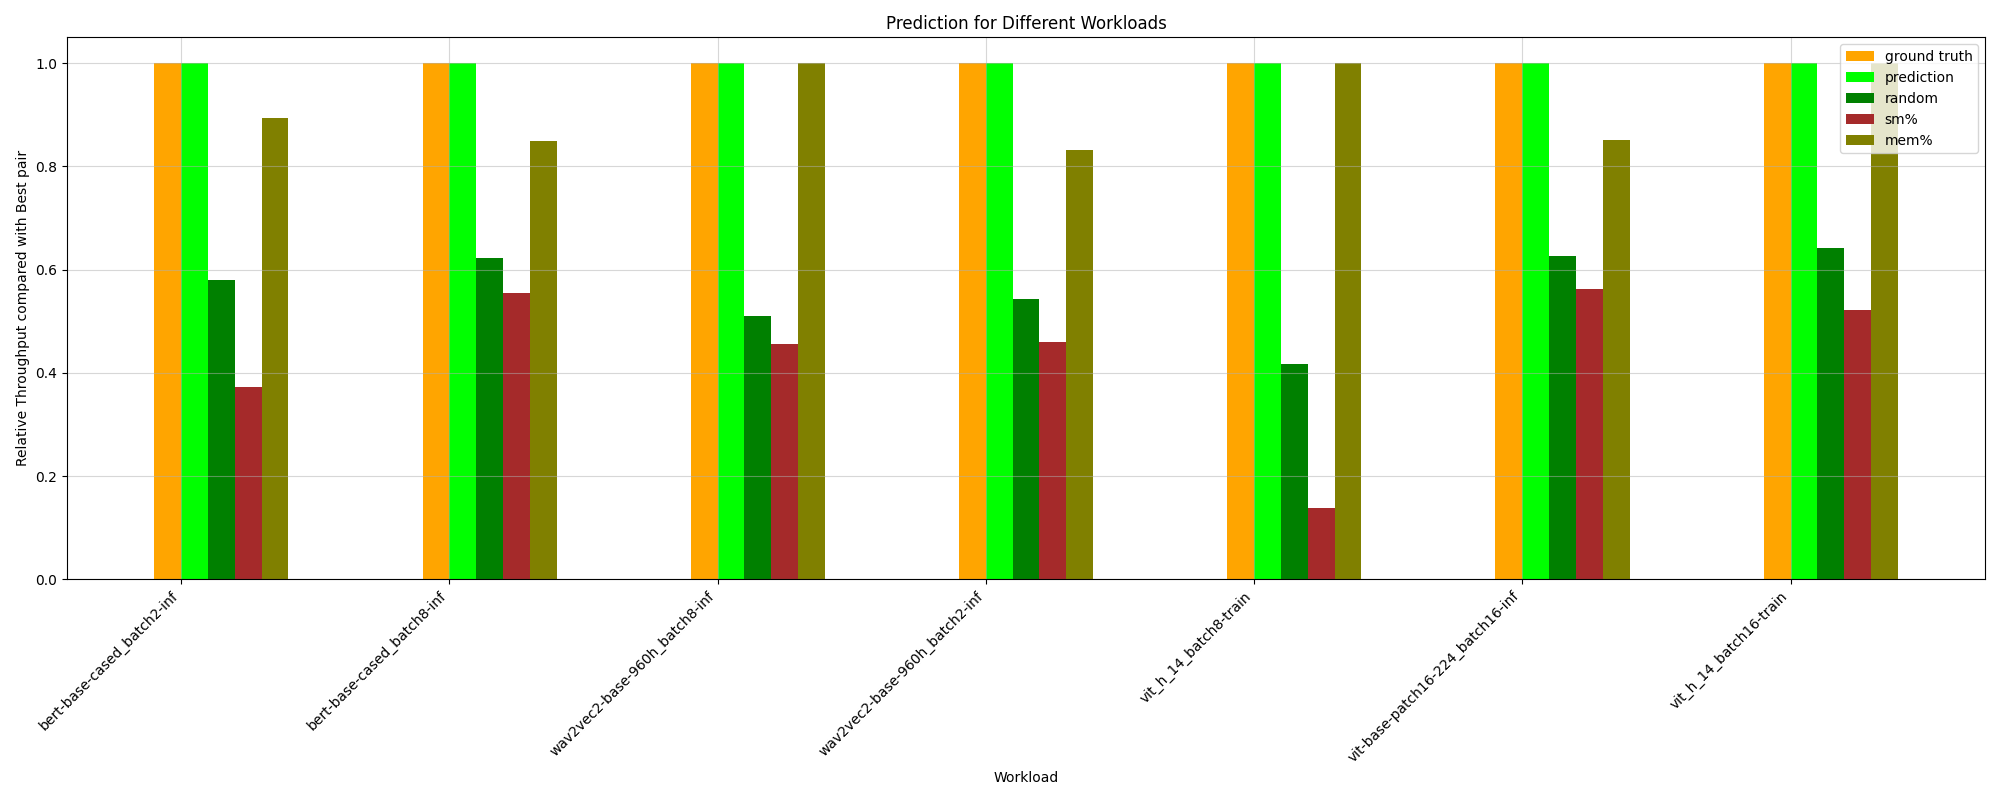 Prediction for Different Workloads
ground truth
prediction
random
sm%
mem%
Relative Throughput compared with Best pair
1.0
0.8
0.6
0.4
0.2
0.0
bert-base-cased_batch2-inf
bert-base-cased_batch8-inf
wav2vec2-base-960h_batch8-inf
wav2vec2-base-960h_batch2-inf
vit_h_14_batch8-train
vit-base-patch16-224_batch16-inf
vit_h_14_batch16-train
Workload